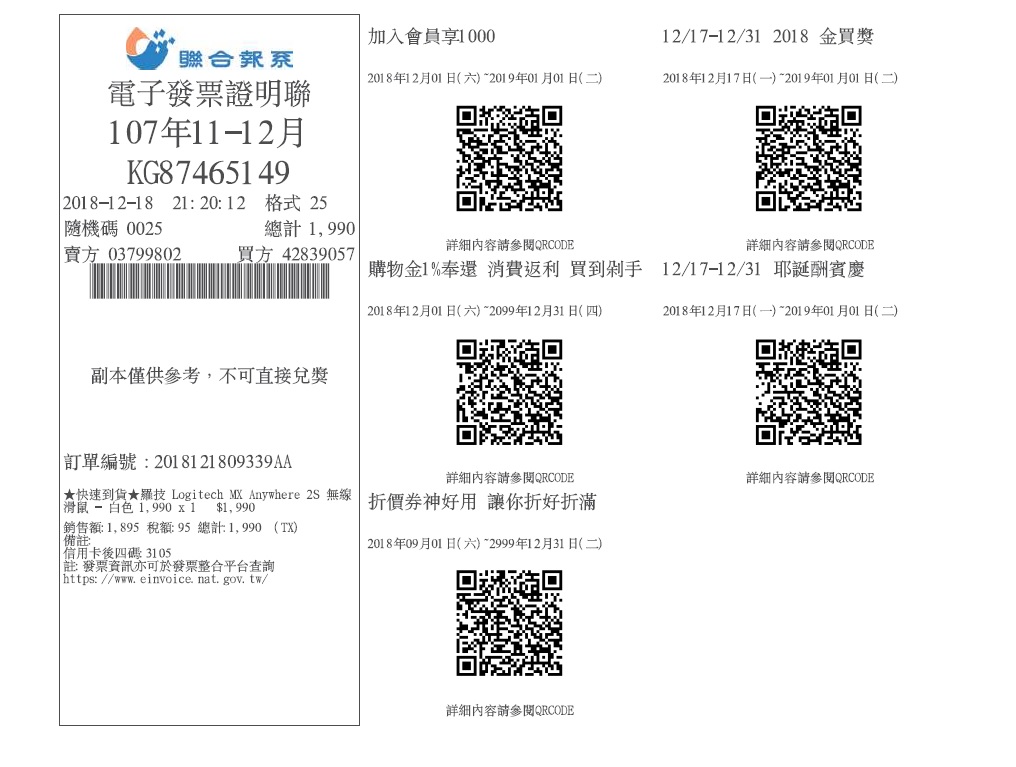 聯合報系
電子發票證明聯
107年11-12月
KG87465149
2018-12-18 21:20:12 格式 25
隨機碼 0025 總計 1,990
賣方 03799802 買方 42839057
副本僅供參考，不可直接兌獎
訂單編號：2018121809339AA
★快速到貨★羅技 Logitech MX Anywhere 2S 無線
滑鼠 - 白色 1,990 x 1 $1,990
銷售額:1,895 稅額:95 總計:1,990 (TX)
備註:
信用卡後四碼:3105
註:發票資訊亦可於發票整合平台查詢
https://www.einvoice.nat.gov.tw/
加入會員享1000
2018年12月01日(六)~2019年01月01日(二)
詳細內容請參閱QRCODE
購物金1%奉還 消費返利 買到剁手
2018年12月01日(六)~2099年12月31日(四)
詳細內容請參閱QRCODE
折價券神好用 讓你折好折滿
2018年09月01日(六)~2999年12月31日(二)
詳細內容請參閱QRCODE
12/17-12/31 2018 金買獎
2018年12月17日(一)~2019年01月01日(二)
詳細內容請參閱QRCODE
12/17-12/31 耶誕酬賓慶
2018年12月17日(一)~2019年01月01日(二)
詳細內容請參閱QRCODE